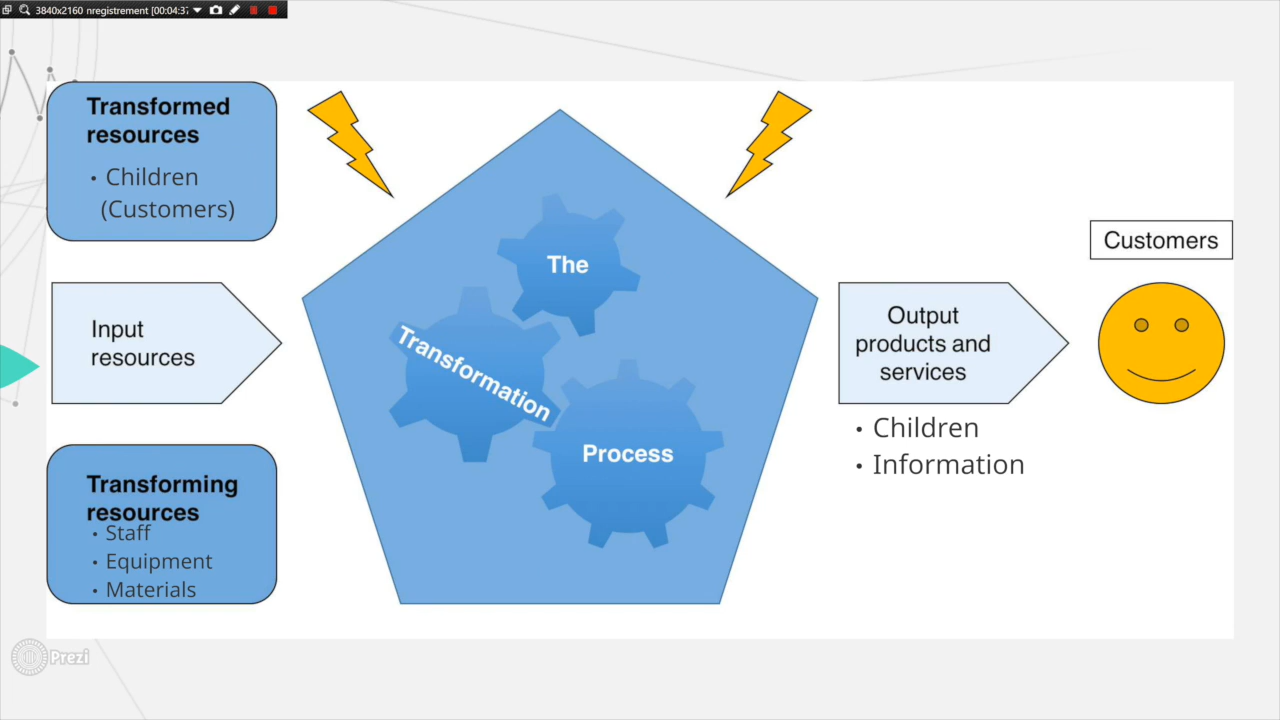 3840x2160 nregistrement [00:04:37
Transformed
resources
• Children
(Customers)
Input
resources
Transforming
resources
• Staff
• Equipment
• Materials
The
Transformation
Process
Output
products and
services
• Children
• Information
Customers
Prezi